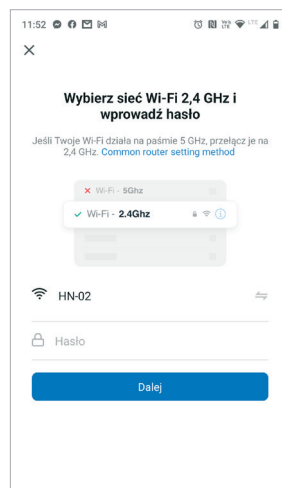 11:52
Wybierz sieć Wi-Fi 2,4 GHz i
wprowadź hasło
Jeśli Twoje Wi-Fi działa na paśmie 5 GHz, przełącz je na
2,4 GHz. Common router setting method
Wi-Fi - 5Ghz
Wi-Fi - 2.4Ghz
HN-02
Hasło
Dalej